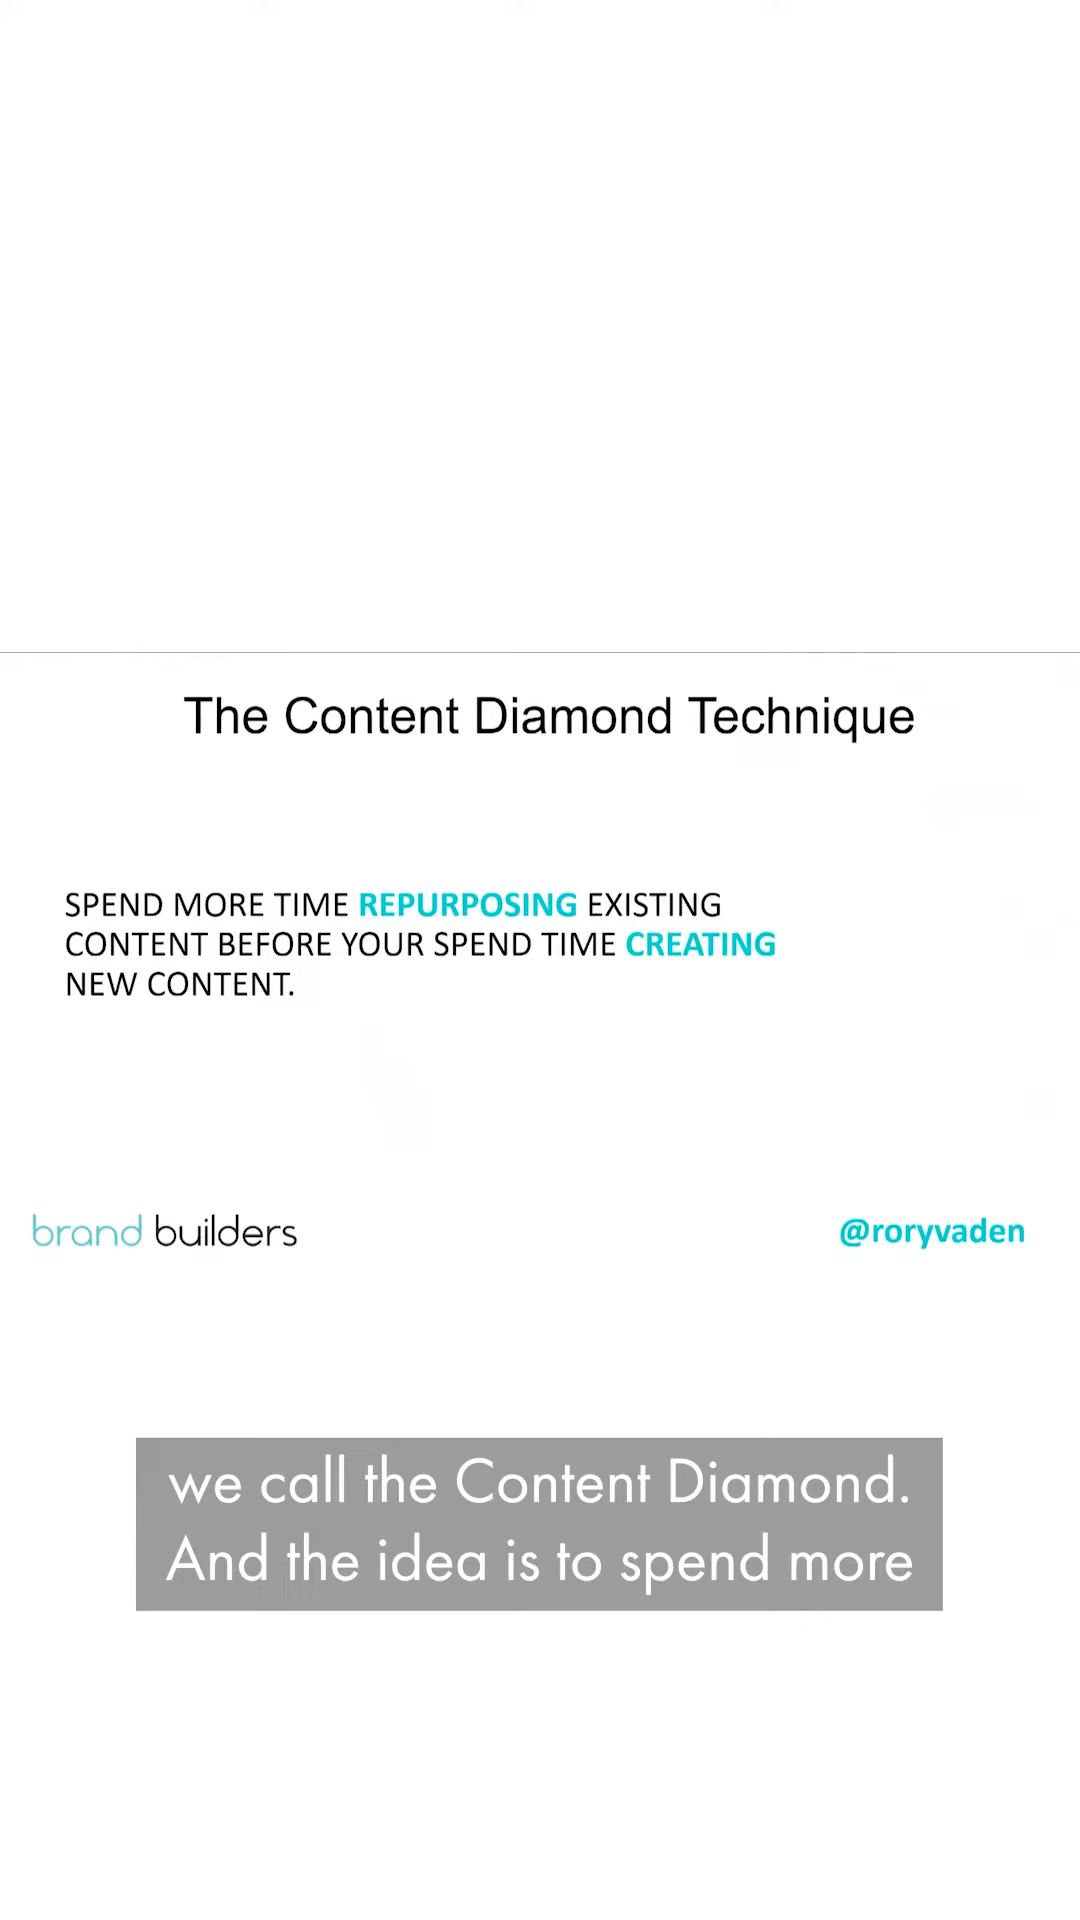 The Content Diamond Technique
SPEND MORE TIME REPURPOSING EXISTING
CONTENT BEFORE YOUR SPEND TIME CREATING
NEW CONTENT.
brand builders
@roryvaden
we call the Content Diamond.
And the idea is to spend more